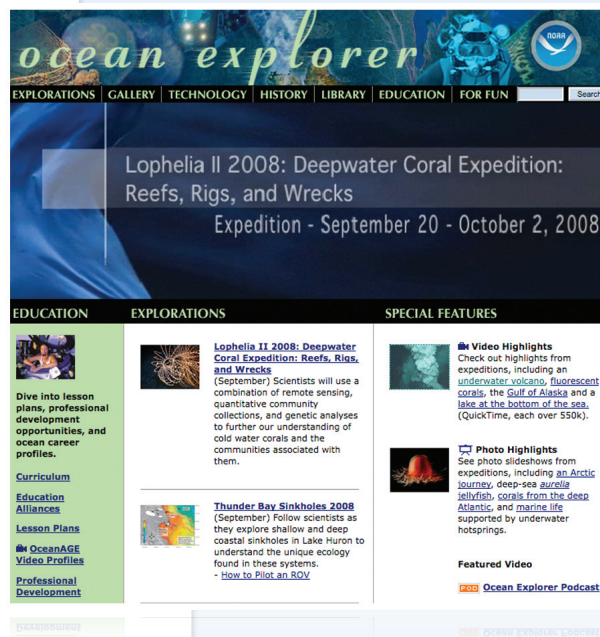 ocean explorer
NOAA
EXPLORATIONS GALLERY TECHNOLOGY HISTORY LIBRARY EDUCATION FOR FUN Search
Lophelia II 2008: Deepwater Coral Expedition:
Reefs, Rigs, and Wrecks
Expedition - September 20 - October 2, 2008
EDUCATION
Dive into lesson
plans, professional
development
opportunities, and
ocean career
profiles.
Curriculum
Education
Alliances
Lesson Plans
OceanAGE
Video Profiles
Professional
Development
EXPLORATIONS
Lophelia II 2008: Deepwater
Coral Expedition: Reefs, Rigs,
and Wrecks
(September) Scientists will use a
combination of remote sensing,
quantitative community
collections, and genetic analyses
to further our understanding of
cold water corals and the
communities associated with
them.
Thunder Bay Sinkholes 2008
(September) Follow scientists as
they explore shallow and deep
coastal sinkholes in Lake Huron to
understand the unique ecology
found in these systems.
- How to Pilot an ROV
SPECIAL FEATURES
Video Highlights
Check out highlights from
expeditions, including an
underwater volcano, fluorescent
corals, the Gulf of Alaska and a
lake at the bottom of the sea.
(QuickTime, each over 550k).
Photo Highlights
See photo slideshows from
expeditions, including an Arctic
journey, deep-sea aurelia
jellyfish, corals from the deep
Atlantic, and marine life
supported by underwater
hotsprings.
Featured Video
POD Ocean Explorer Podcast